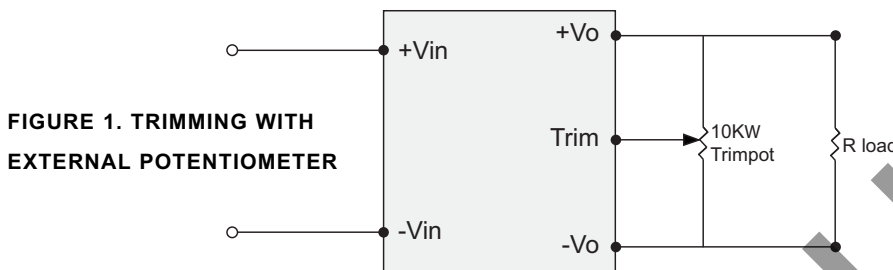 +Vo
+Vin
FIGURE 1. TRIMMING WITH
EXTERNAL POTENTIOMETER
Trim
10KW
Trimpot
R load
-Vin
-Vo